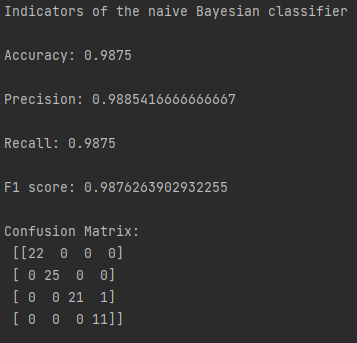 Indicators of the naive Bayesian classifier
Accuracy: 0.9875
Precision: 0.9885416666666667
Recall: 0.9875
F1 score: 0.9876263902932255
Confusion Matrix:
[[22 0 0 0]
[ 0 25 0 0]
[ 0 0 21 1]
[ 0 0 0 11]]